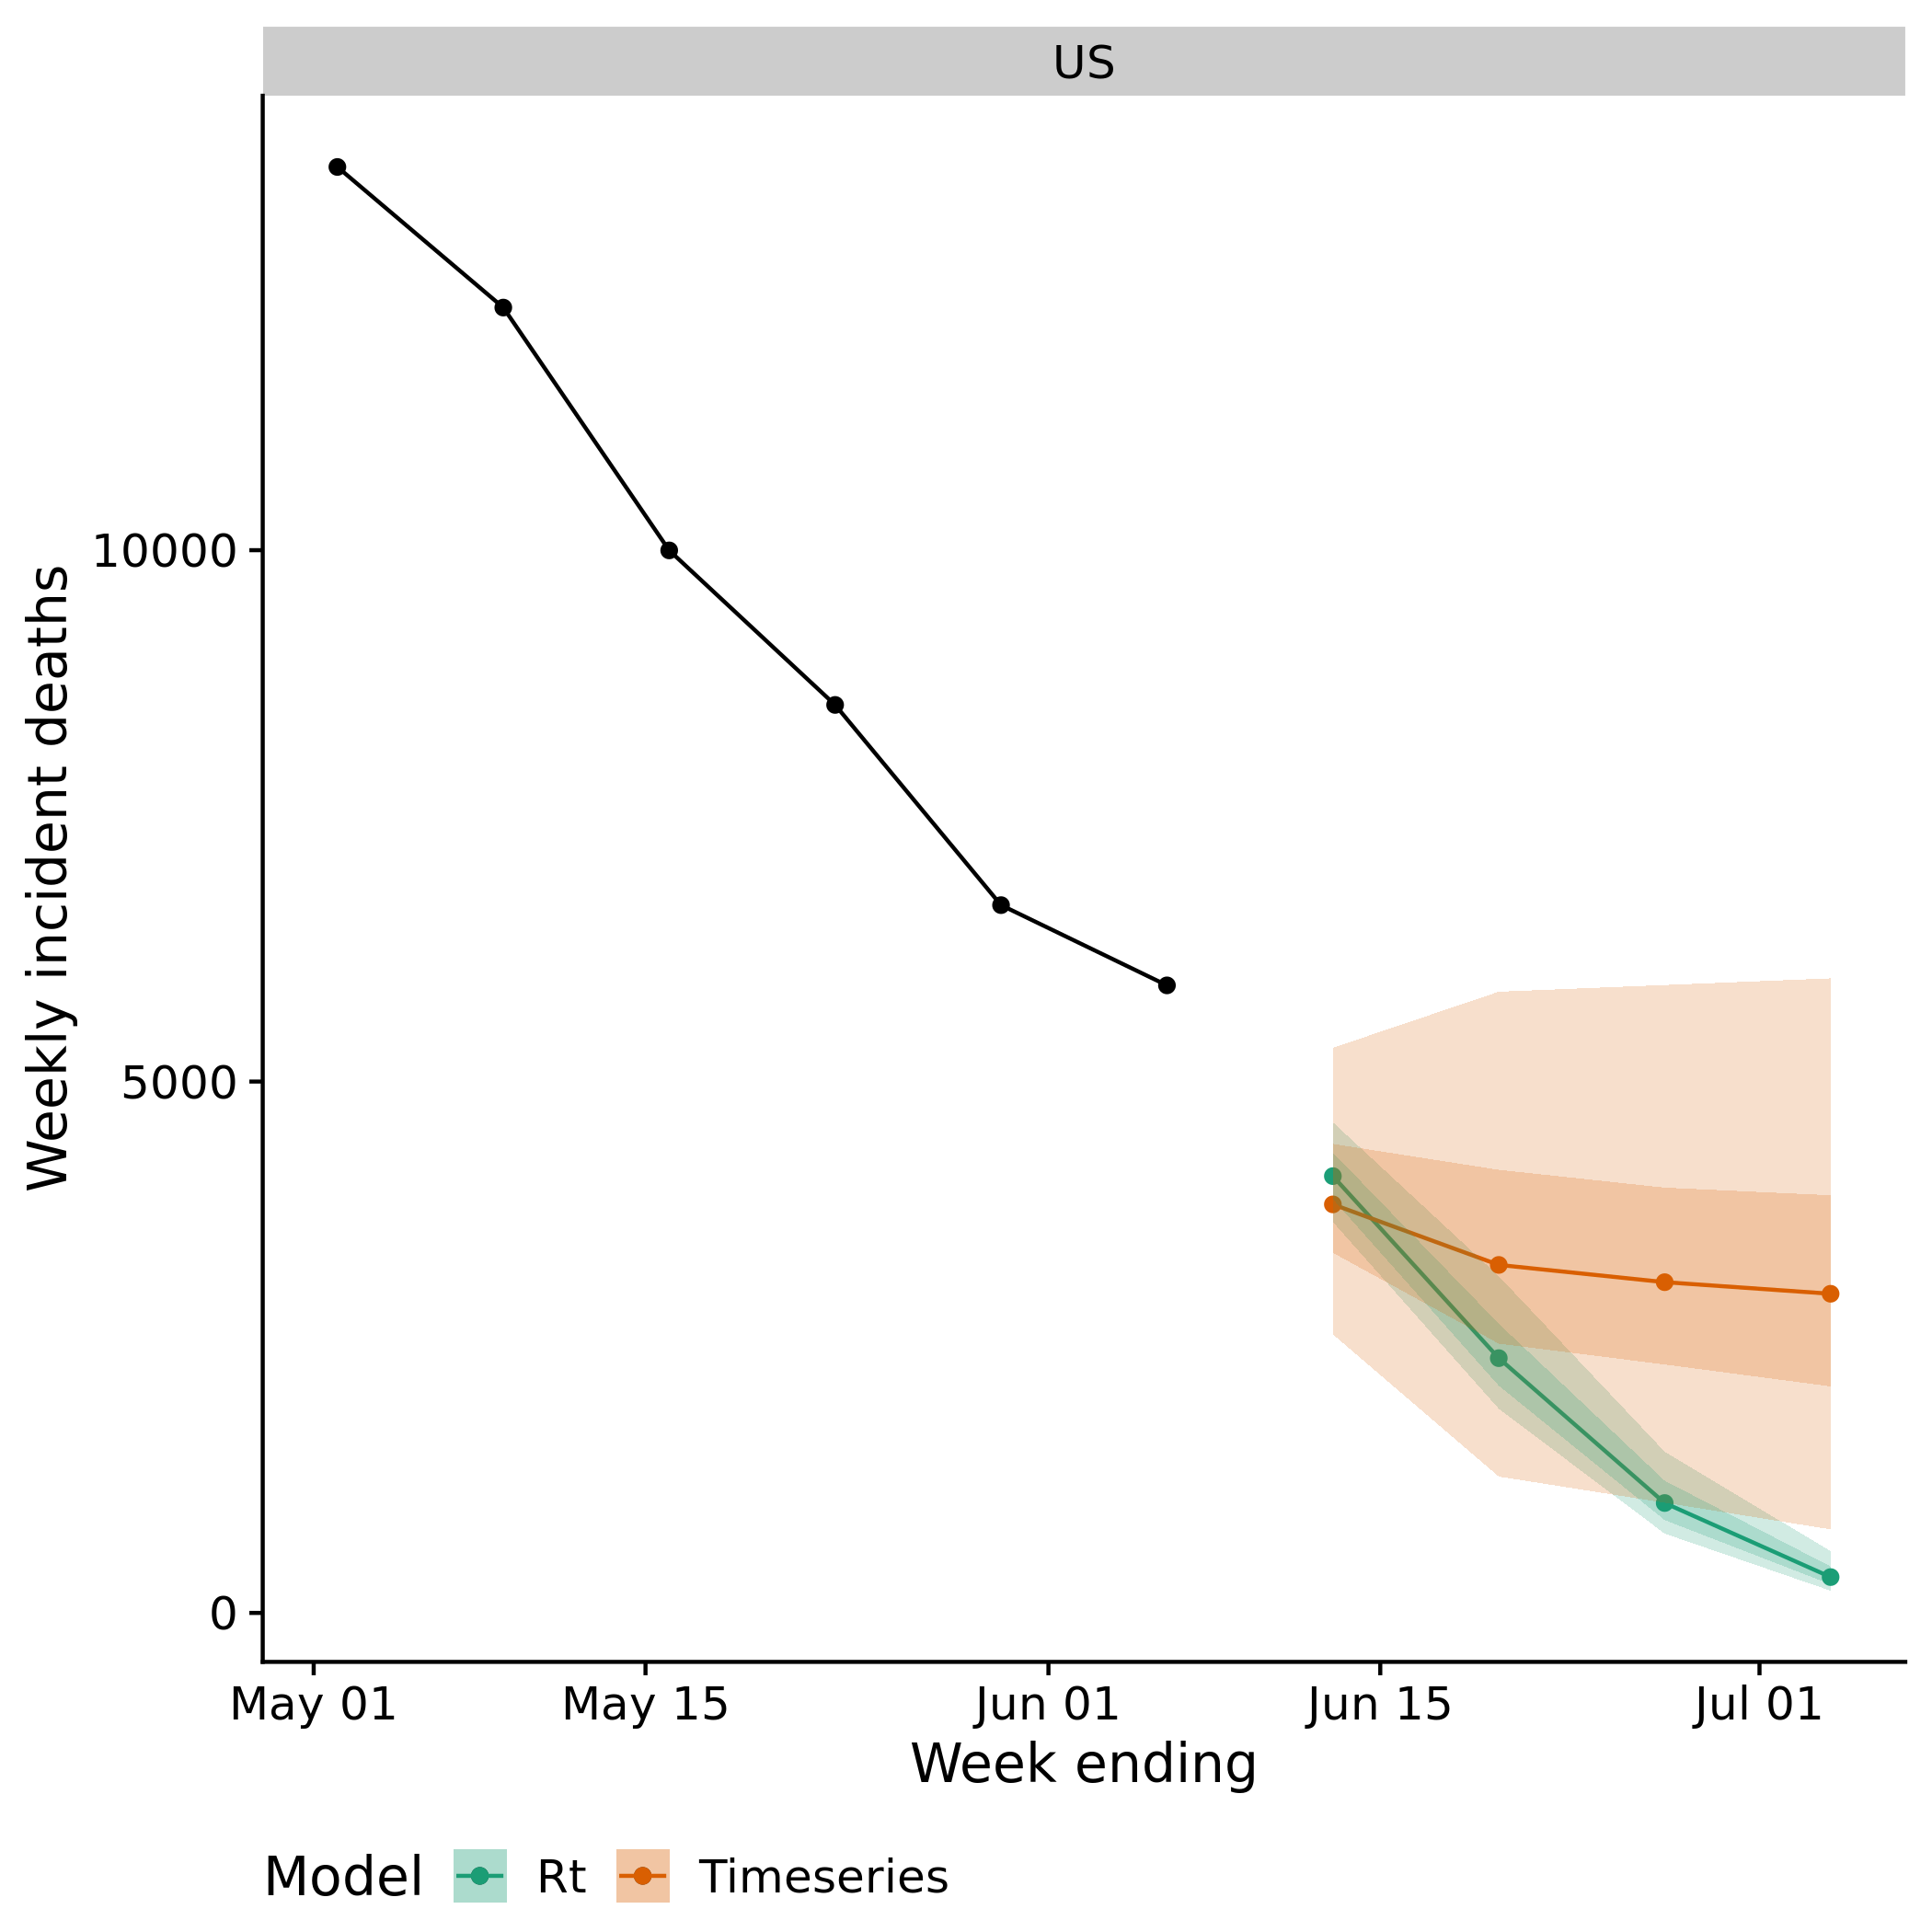 US
Weekly incident deaths
10000
5000
0
May 01 May 15 Jun 01 Jun 15 Jul 01
Week ending
Model Rt Timeseries